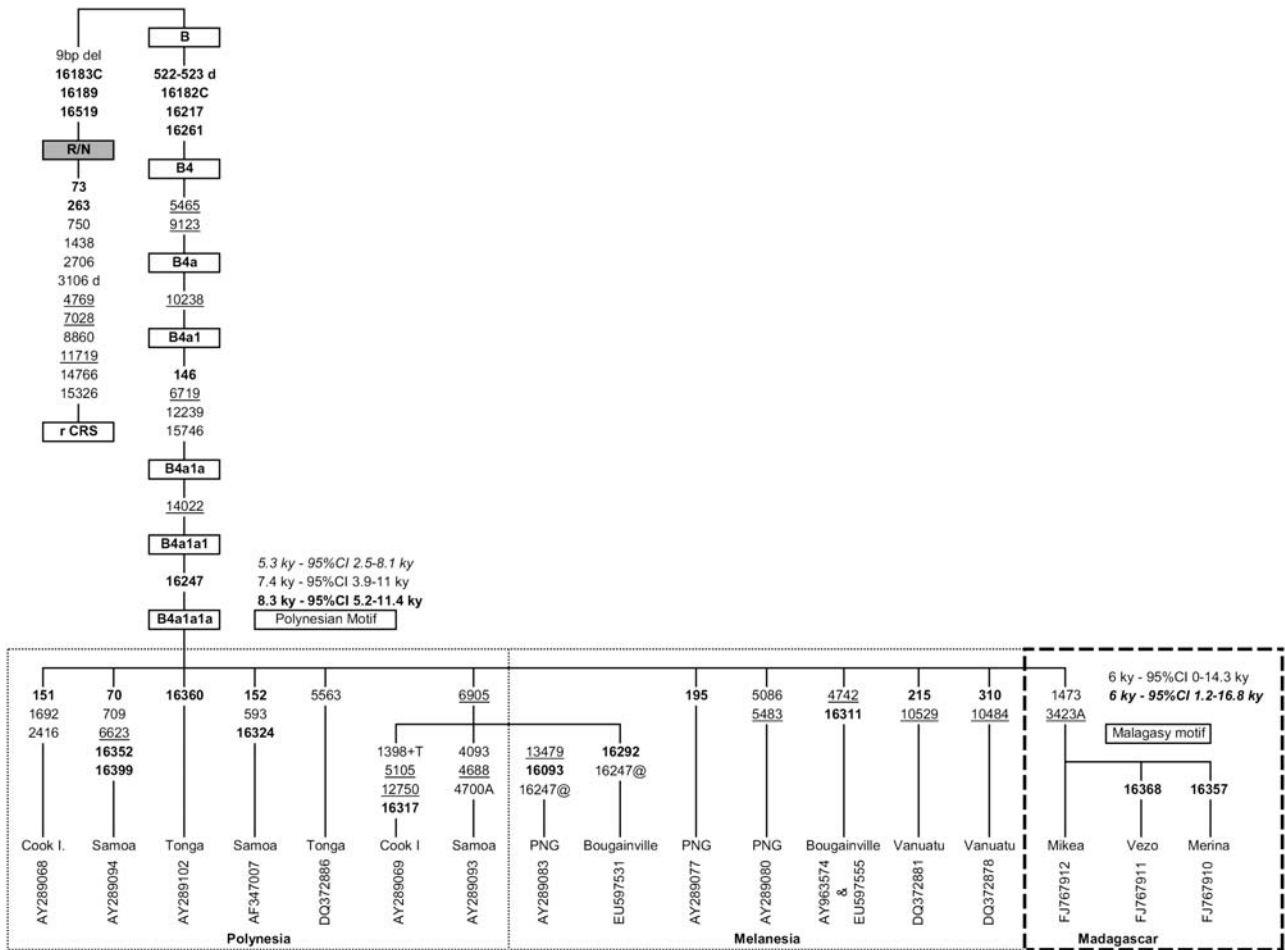 B
9bp del
16183C
16189
16519
R/N
73
263
750
1438
2706
3106 d
4769
7028
8860
11719
14766
15326
r CRS
522-523 d
16182C
16217
16261
B4
5465
9123
B4a
10238
B4a1
146
6719
12239
15746
B4a1a
14022
B4a1a1
16247
B4a1a1a
5.3 ky - 95%CI 2.5-8.1 ky
7.4 ky - 95%CI 3.9-11 ky
8.3 ky - 95%CI 5.2-11.4 ky
Polynesian Motif
151
1692
2416
Cook I.
AY289068
70
709
6623
16352
16399
Samoa
AY289094
16360
Tonga
AY289102
152
593
16324
Samoa
AF347007
5563
Tonga
DQ372886
6905
1398+T
5105
12750
16317
Cook I
AY289069
4093
4688
4700A
Samoa
AY289093
13479
16093
16247@
PNG
AY289083
16292
16247@
Bougainville
EU597531
195
PNG
AY289077
5086
5483
PNG
AY289080
4742
16311
Bougainville
AY963574
&
EU597555
215
10529
Vanuatu
DQ372881
310
10484
Vanuatu
DQ372878
1473
3423A
6 ky - 95%CI 0-14.3 ky
6 ky - 95%CI 1.2-16.8 ky
Malagasy motif
Mikea
FJ767912
16368
Vezo
FJ767911
16357
Merina
FJ767910
Polynesia
Melanesia
Madagascar